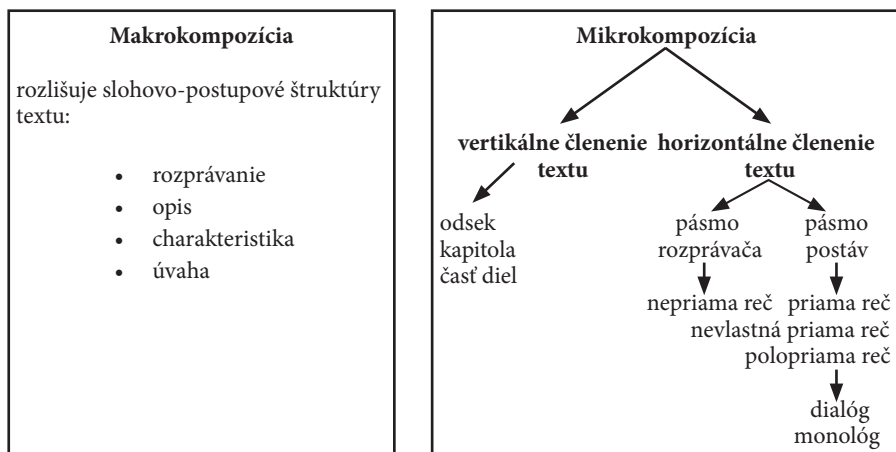 Makrokompozícia
rozlišuje slohovo-postupové štruktúry
textu:
• rozprávanie
• opis
• charakteristika
• úvaha
Mikrokompozícia
vertikálne členenie
textu
horizontálne členenie
textu
odsek
kapitola
časť diel
pásmo
rozprávača
pásmo
postáv
nepriama reč
priama reč
nevlastná priama reč
polopriama reč
dialóg
monológ